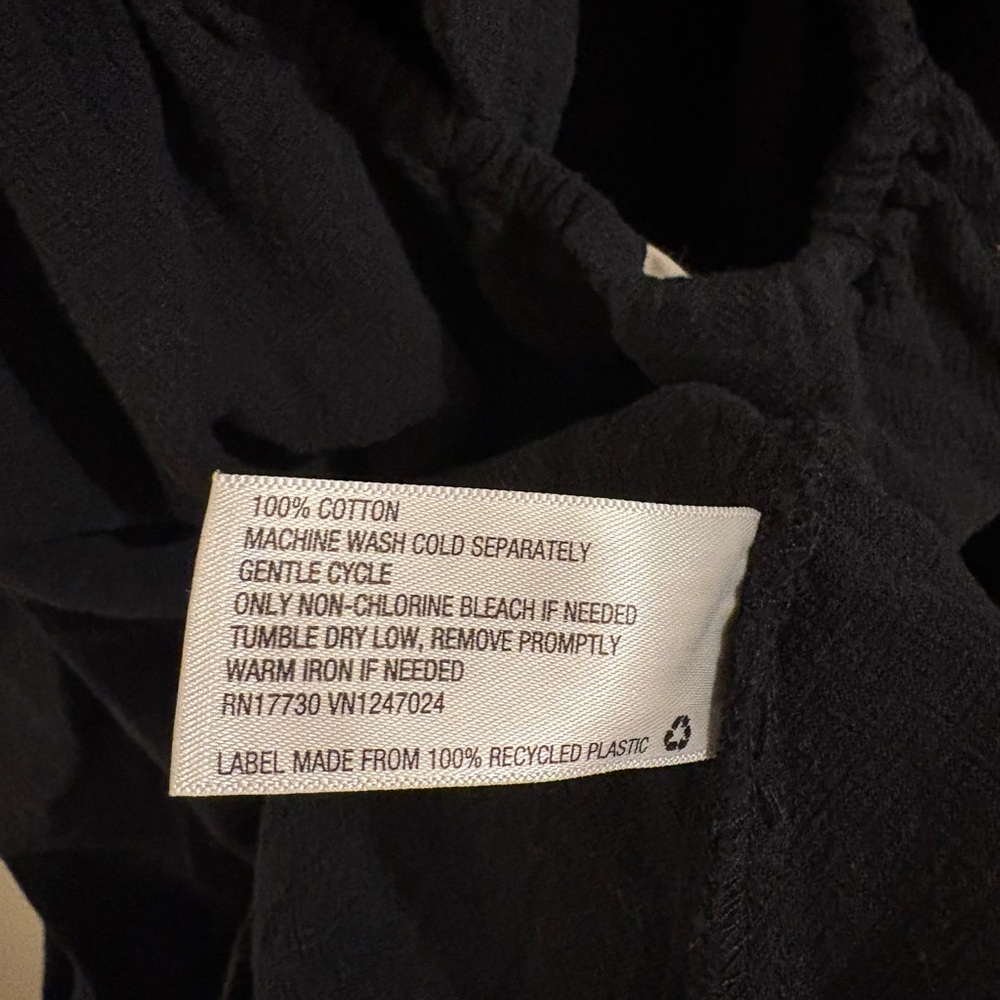 100% COTTON
MACHINE WASH COLD SEPARATELY
GENTLE CYCLE
ONLY NON-CHLORINE BLEACH IF NEEDED
TUMBLE DRY LOW, REMOVE PROMPTLY
WARM IRON IF NEEDED
RN17730 VN1247024
LABEL MADE FROM 100% RECYCLED PLASTIC